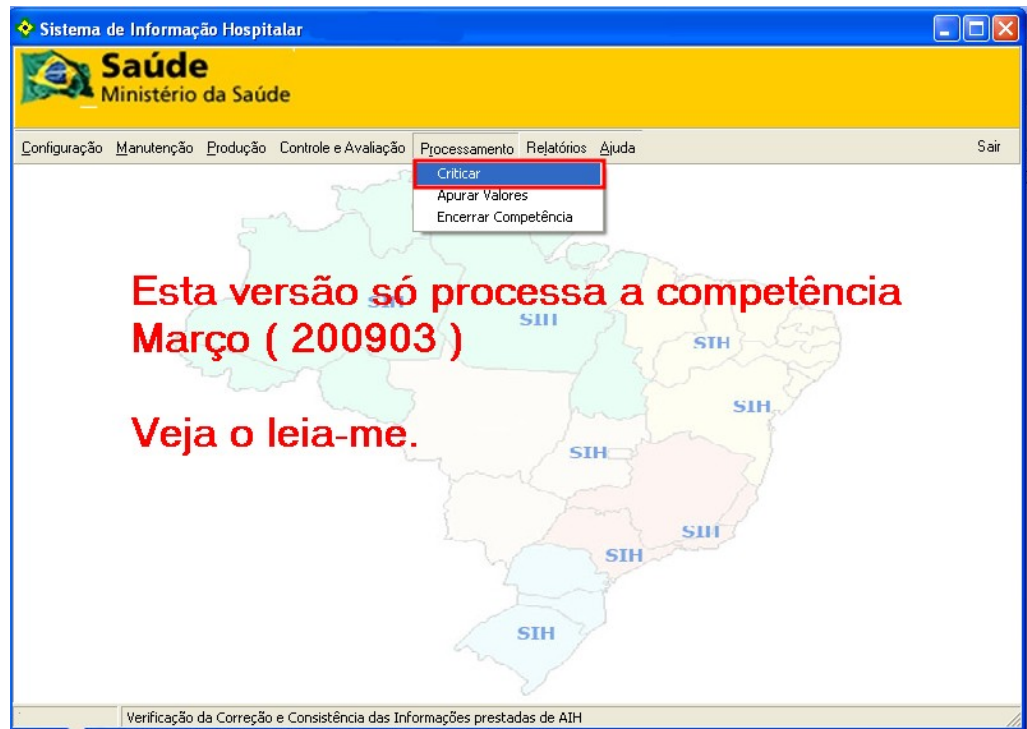 Sistema de Informação Hospitalar
Saúde
Ministério da Saúde
Configuração Manutenção Produção Controle e Avaliação Processamento Relatórios Ajuda Sair
Criticar
Apurar Valores
Encerrar Competência
Esta versão só processa a competência
Março ( 200903 )
Veja o leia-me.
SIH
SIH
SIH
SIH
SIH
SIH
SIH
SIH
Verificação da Correção e Consistência das Informações prestadas de AIH